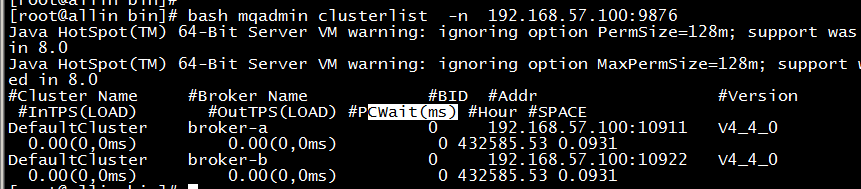 [root@allin bin]# bash mqadmin clusterlist  -n  192.168.57.100:9876
Java HotSpot(TM) 64-Bit Server VM warning: ignoring option PermSize=128m; support was
in 8.0
Java HotSpot(TM) 64-Bit Server VM warning: ignoring option MaxPermSize=128m; support w
ed in 8.0
#Cluster Name     #Broker Name            #BID  #Addr                  #Version
#InTPS(LOAD)       #OutTPS(LOAD) #PCWait(ms) #Hour #SPACE
DefaultCluster    broker-a                0     192.168.57.100:10911   V4_4_0
0.00(0,0ms)         0.00(0,0ms)          0 432585.53 0.0931
DefaultCluster    broker-b                0     192.168.57.100:10922   V4_4_0
0.00(0,0ms)         0.00(0,0ms)          0 432585.53 0.0931
[root@allin bin]#